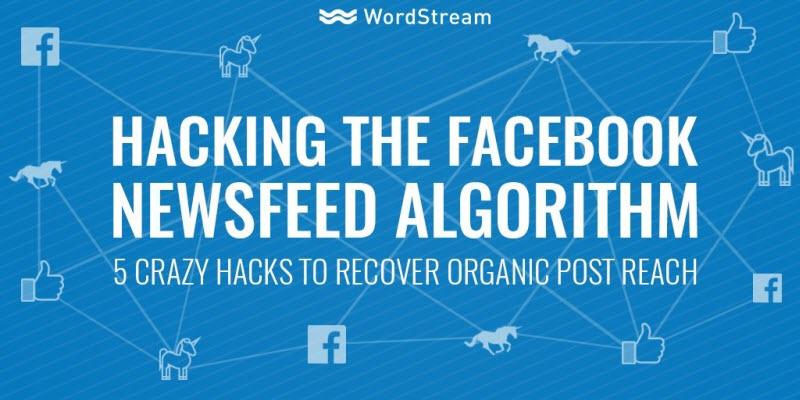 WordStream
HACKING THE FACEBOOK
NEWSFEED ALGORITHM
5 CRAZY HACKS TO RECOVER ORGANIC POST REACH